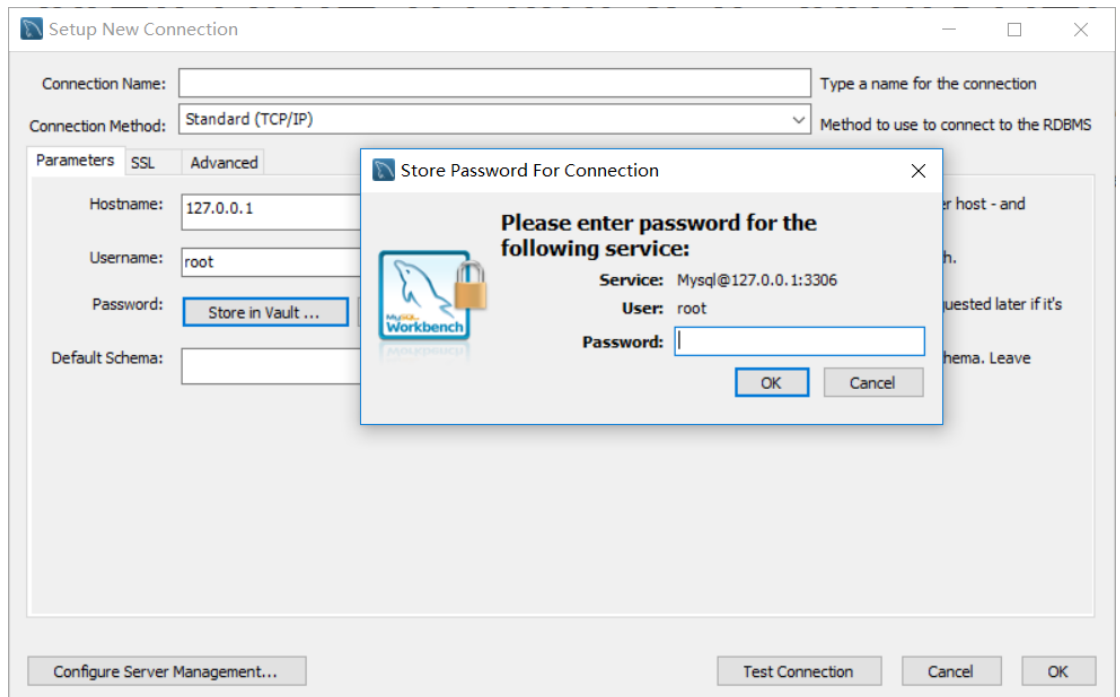 Setup New Connection
Connection Name:
Type a name for the connection
Connection Method:
Standard (TCP/IP)
Method to use to connect to the RDBMS
Parameters
SSL
Advanced
Store Password For Connection
Hostname:
127.0.0.1
host - and
Please enter password for the
following service:
Username:
root
Service: Mysql@127.0.0.1:3306
Password:
Store in Vault ...
later if it's
User: root
MySQL
Workbench
Password:
Default Schema:
Leave
OK
Cancel
Configure Server Management...
Test Connection
Cancel
OK